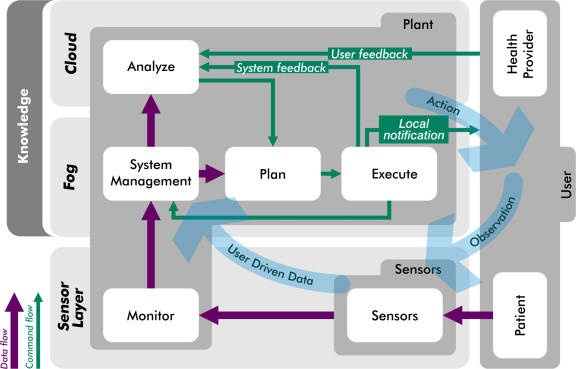 Knowledge
Cloud
Fog
Sensor
Layer
Data flow
Command flow
Plant
Analyze
User feedback
System feedback
Action
Local
notification
System
Management
Plan
Execute
User Driven Data
Observation
Sensors
Monitor
Sensors
Health
Provider
User
Patient